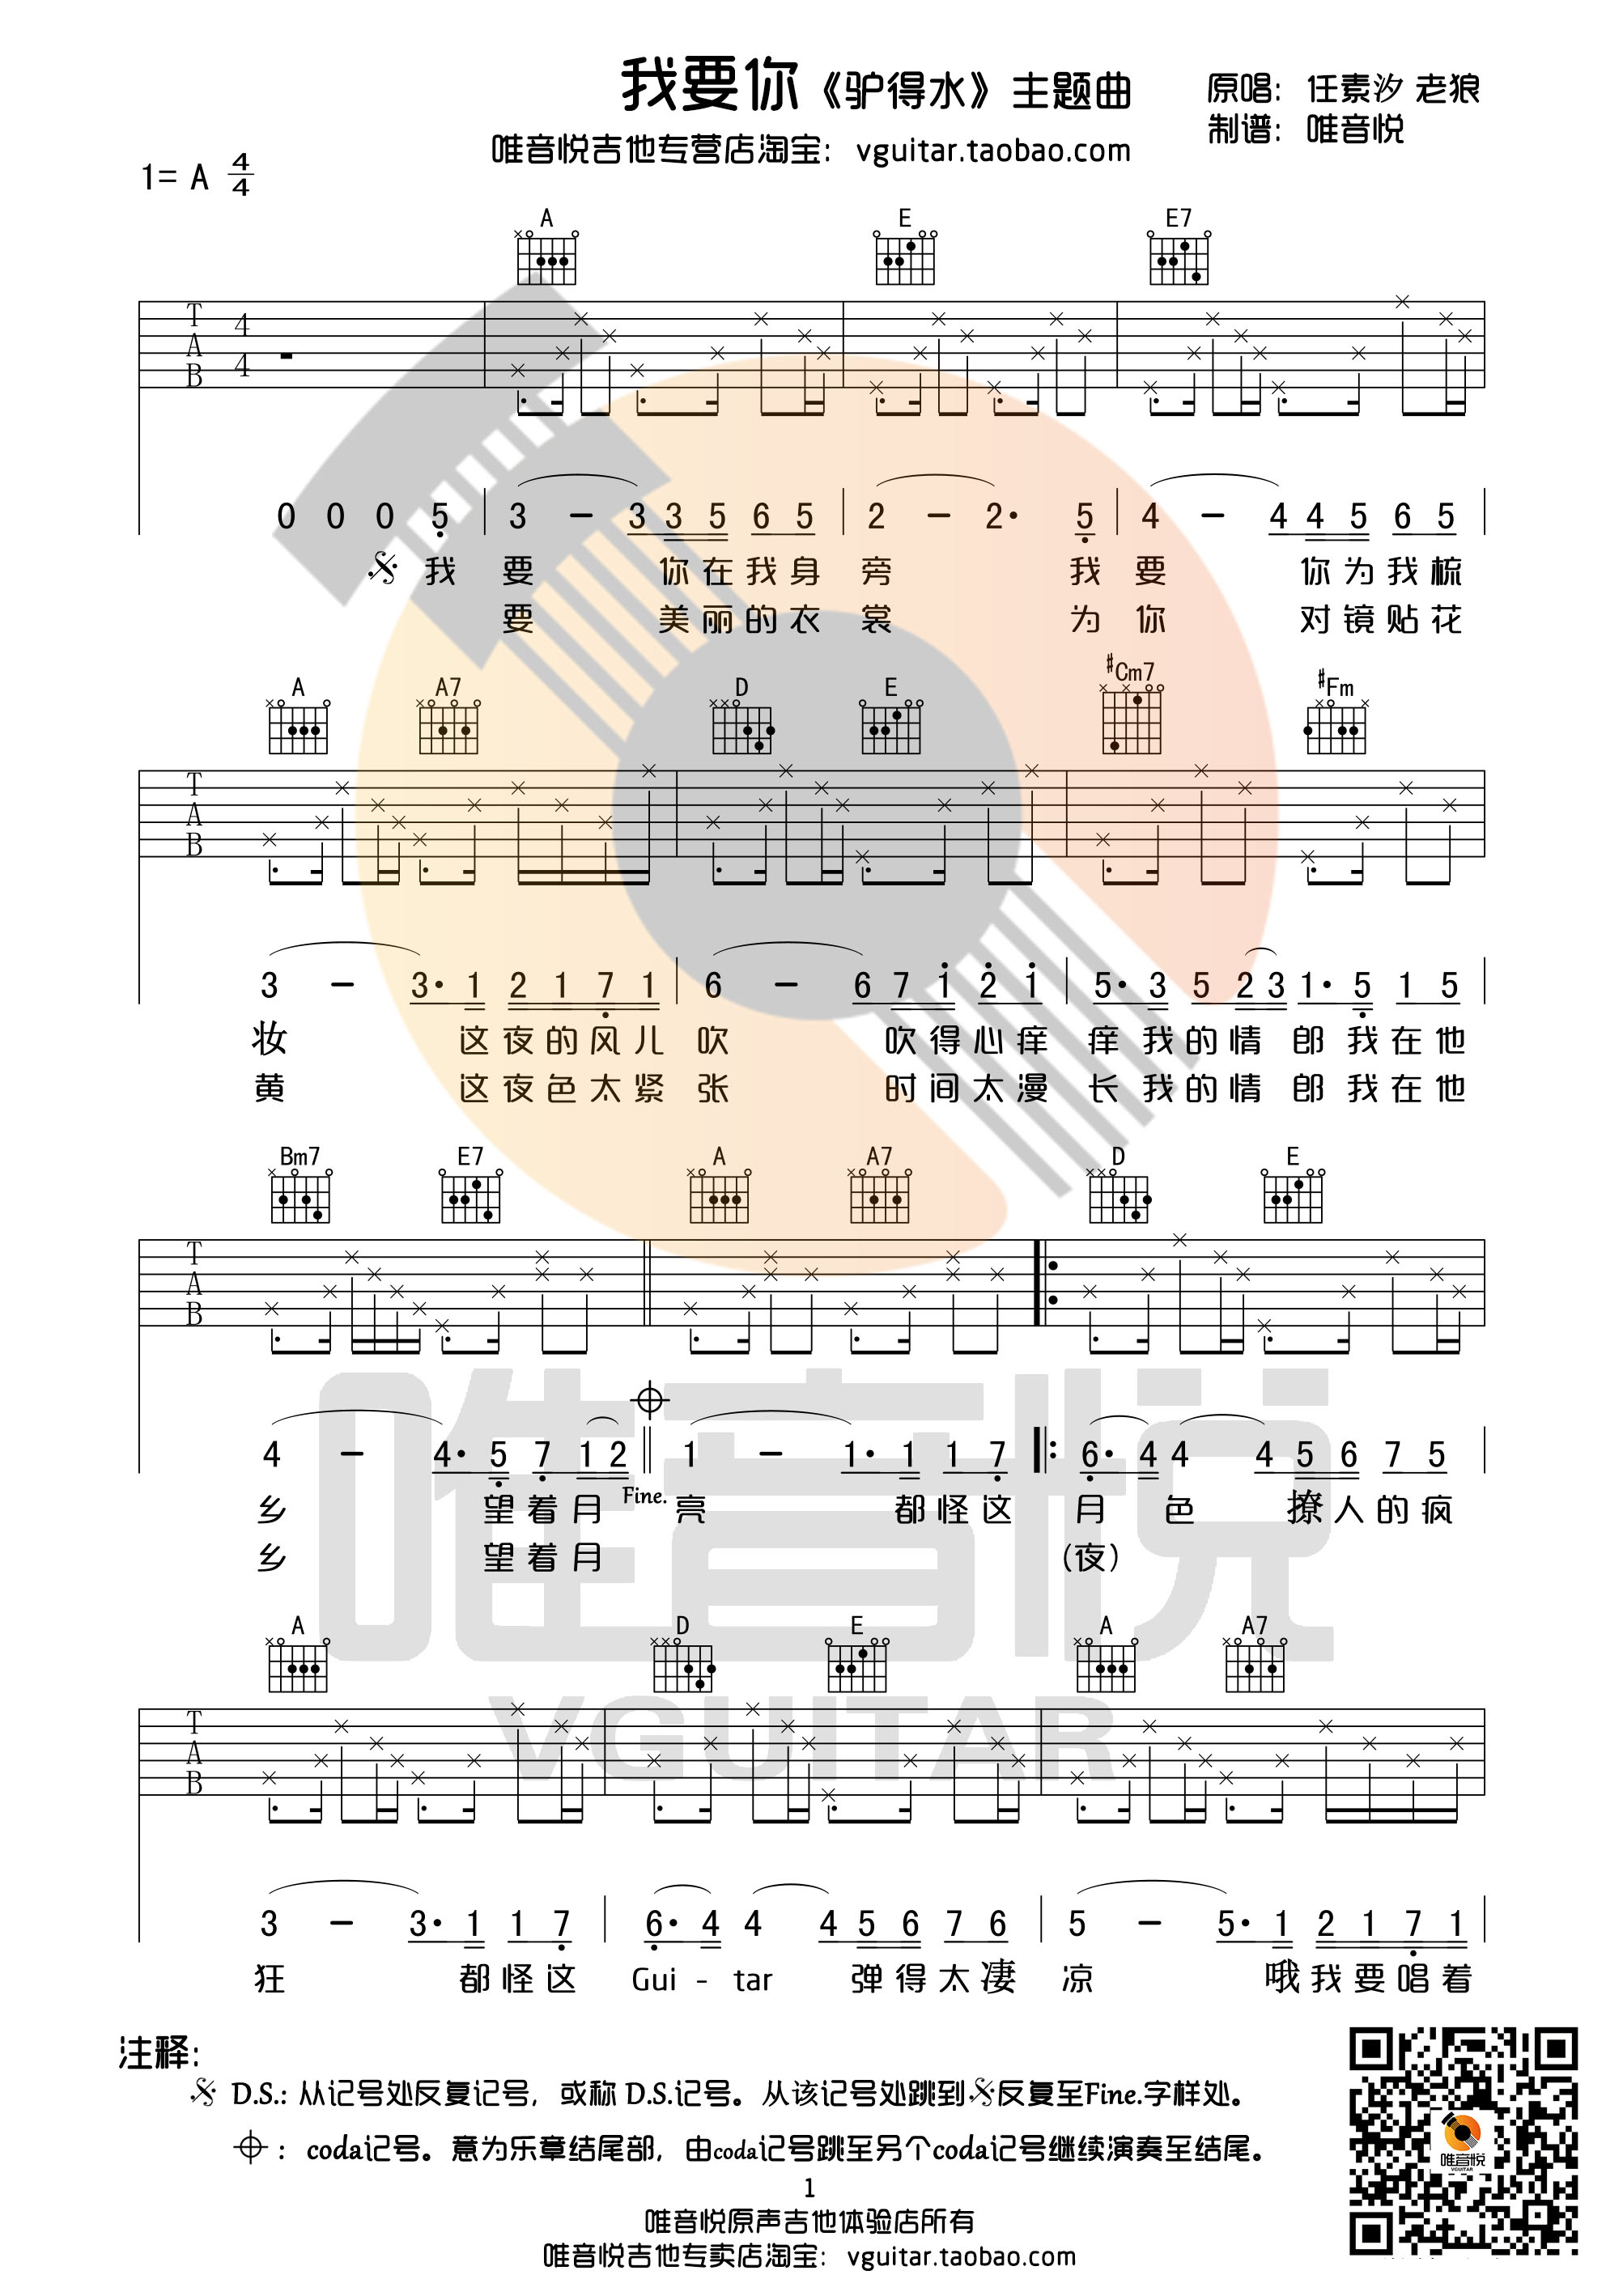 我要你《驴得水》主题曲
原唱：任素汐 老狼
唯音悦吉他专营店淘宝：vguitar.taobao.com
制谱：唯音悦
1= A 4/4
A E E7
T A B 4 4
0 0 0 5 | 3 – 3 3 5 6 5 | 2 – 2· 5 | 4 – 4 4 5 6 5 |
我 要 你在我身 旁 我 要 你为我梳
要 美丽的衣 裳 为 你 对镜贴花
A A7 D E #Cm7 #Fm
T A B
3 – 3· 1 2 1 7 1 | 6 – 6 7 1 2 1 | 5· 3 5 2 3 1· 5 1 5 |
妆 这夜的风儿 吹 吹得心痒 痒 我的情 郎 我在他
黄 这夜色太紧 张 时间太漫 长 我的情 郎 我在他
Bm7 E7 A A7 D E
T A B
4 – 4· 5 7 1 2 || 1 – 1· 1 1 7 |: 6· 4 4 4 5 6 7 5 |
乡 望着月 Fine. 亮 都怪这 月 色 撩人的疯
乡 望着月 (夜)
A D E A A7
T A B
3 – 3· 1 1 7 | 6· 4 4 4 5 6 7 6 | 5 – 5· 1 2 1 7 1 |
狂 都怪这 Gui - tar 弹得太凄 凉 哦我要唱着
唯音悦
VGUITAR
注释：
D.S.: 从记号处反复记号，或称 D.S.记号。从该记号处跳到 反复至Fine.字样处。
：coda记号。意为乐章结尾部，由coda记号跳至另个coda记号继续演奏至结尾。
唯音悦
VGUITAR
1
唯音悦原声吉他体验店所有
唯音悦吉他专卖店淘宝：vguitar.taobao.com